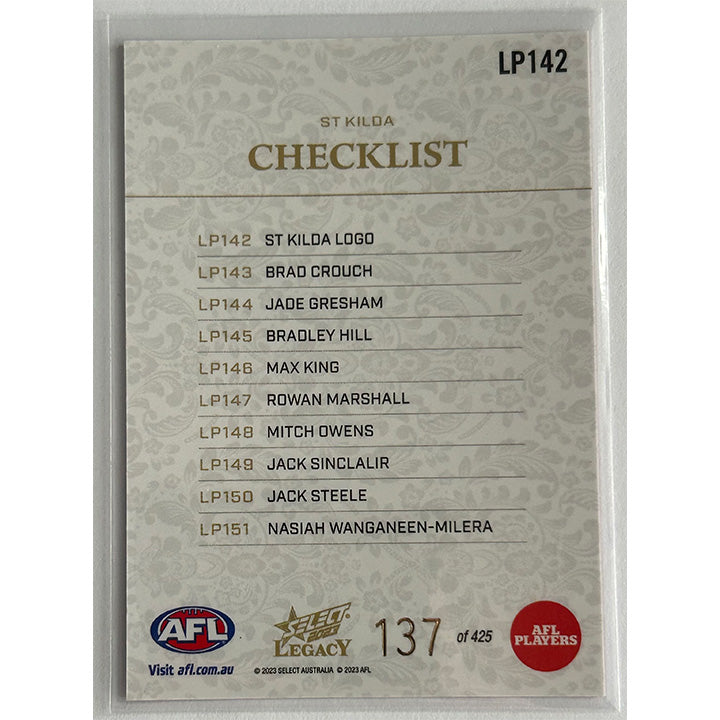 LP142
ST KILDA
CHECKLIST
LP142 ST KILDA LOGO
LP143 BRAD CROUCH
LP144 JADE GRESHAM
LP145 BRADLEY HILL
LP146 MAX KING
LP147 ROWAN MARSHALL
LP148 MITCH OWENS
LP149 JACK SINCLALIR
LP150 JACK STEELE
LP151 NASIAH WANGANEEN-MILERA
AFL
Visit afl.com.au
SELECT
2023
LEGACY
© 2023 SELECT AUSTRALIA © 2023 AFL
137 of 425
AFL
PLAYERS